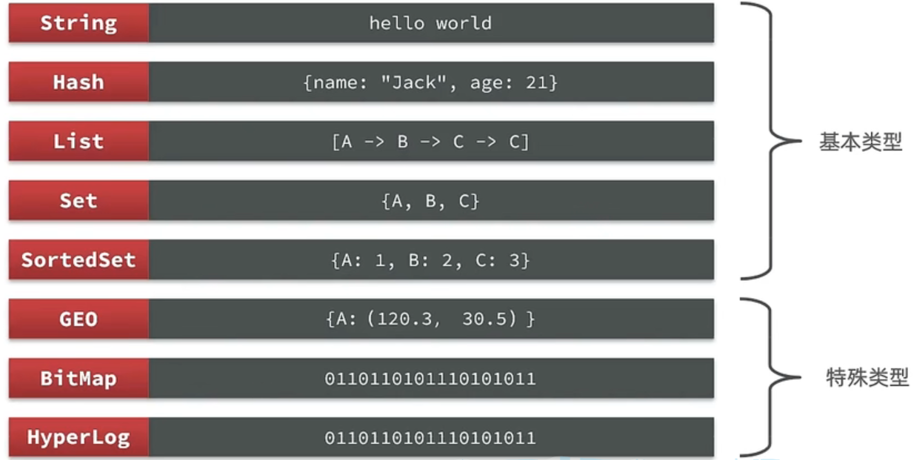 String hello world
Hash {name: "Jack", age: 21}
List [A -> B -> C -> C]
基本类型
Set {A, B, C}
SortedSet {A: 1, B: 2, C: 3}
GEO {A: (120.3, 30.5) }
BitMap 0110110101110101011
特殊类型
HyperLog 0110110101110101011